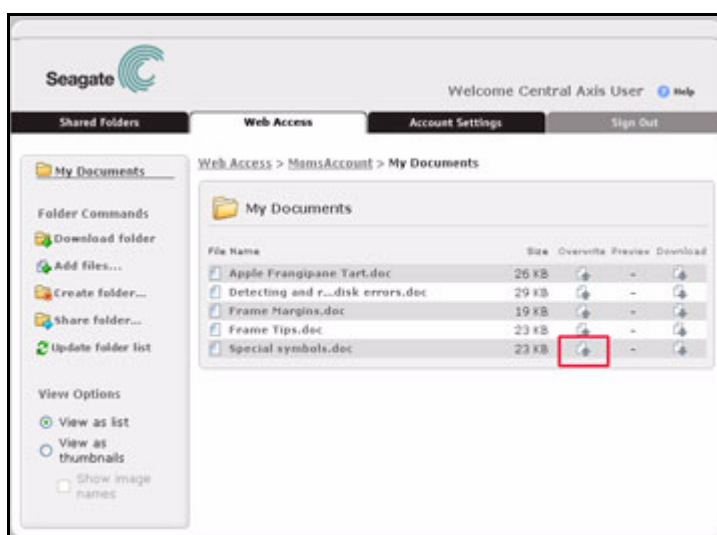 Seagate
Welcome Central Axis User Help
Shared Folders Web Access Account Settings Sign Out
My Documents
Folder Commands
Download folder
Add files...
Create folder...
Share folder...
Update folder list
View Options
View as list
View as
thumbnails
Show image
names
Web Access > MomsAccount > My Documents
My Documents
File Name Size Overwrite Preview Download
Apple Frangipane Tart.doc 26 KB -
Detecting and r...disk errors.doc 29 KB -
Frame Margins.doc 19 KB -
Frame Tips.doc 23 KB -
Special symbols.doc 23 KB -